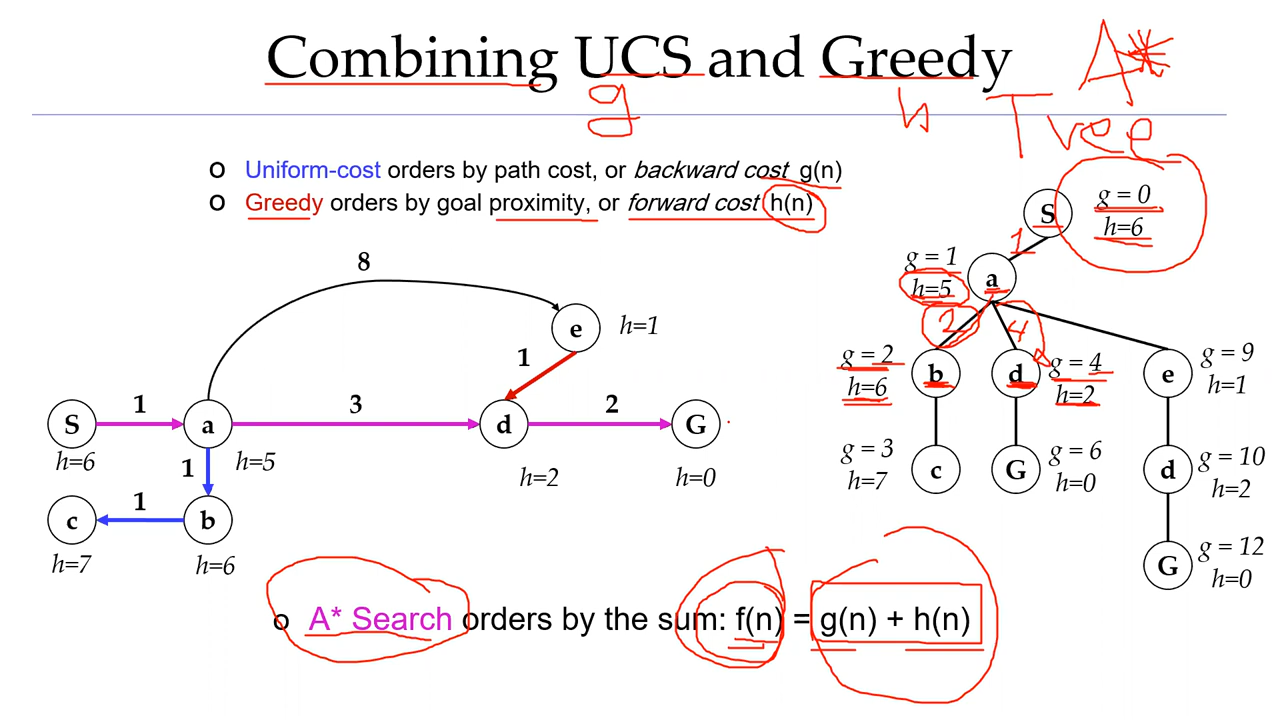 Combining UCS and Greedy
A*
g
h
Tree
o Uniform-cost orders by path cost, or backward cost g(n)
o Greedy orders by goal proximity, or forward cost h(n)
8
e
h=1
1
S
1
a
3
d
2
G
h=6
h=5
1
h=2
h=0
c
1
b
h=7
h=6
S
g = 0
h=6
1
g = 1
h=5
a
2
4
g = 2
h=6
b
d
g = 4
h=2
e
g = 9
h=1
g = 3
h=7
c
G
g = 6
h=0
d
g = 10
h=2
G
g = 12
h=0
o A* Search orders by the sum: f(n) = g(n) + h(n)